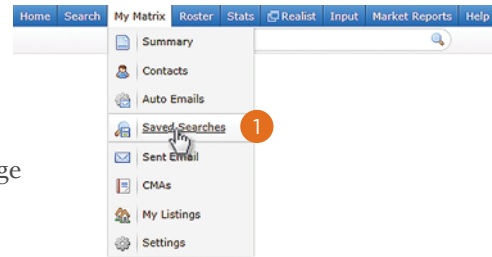 Home Search My Matrix Roster Stats Realist Input Market Reports Help
Summary
Contacts
Auto Emails
Saved Searches 1
Sent Email
ge
CMAs
My Listings
Settings